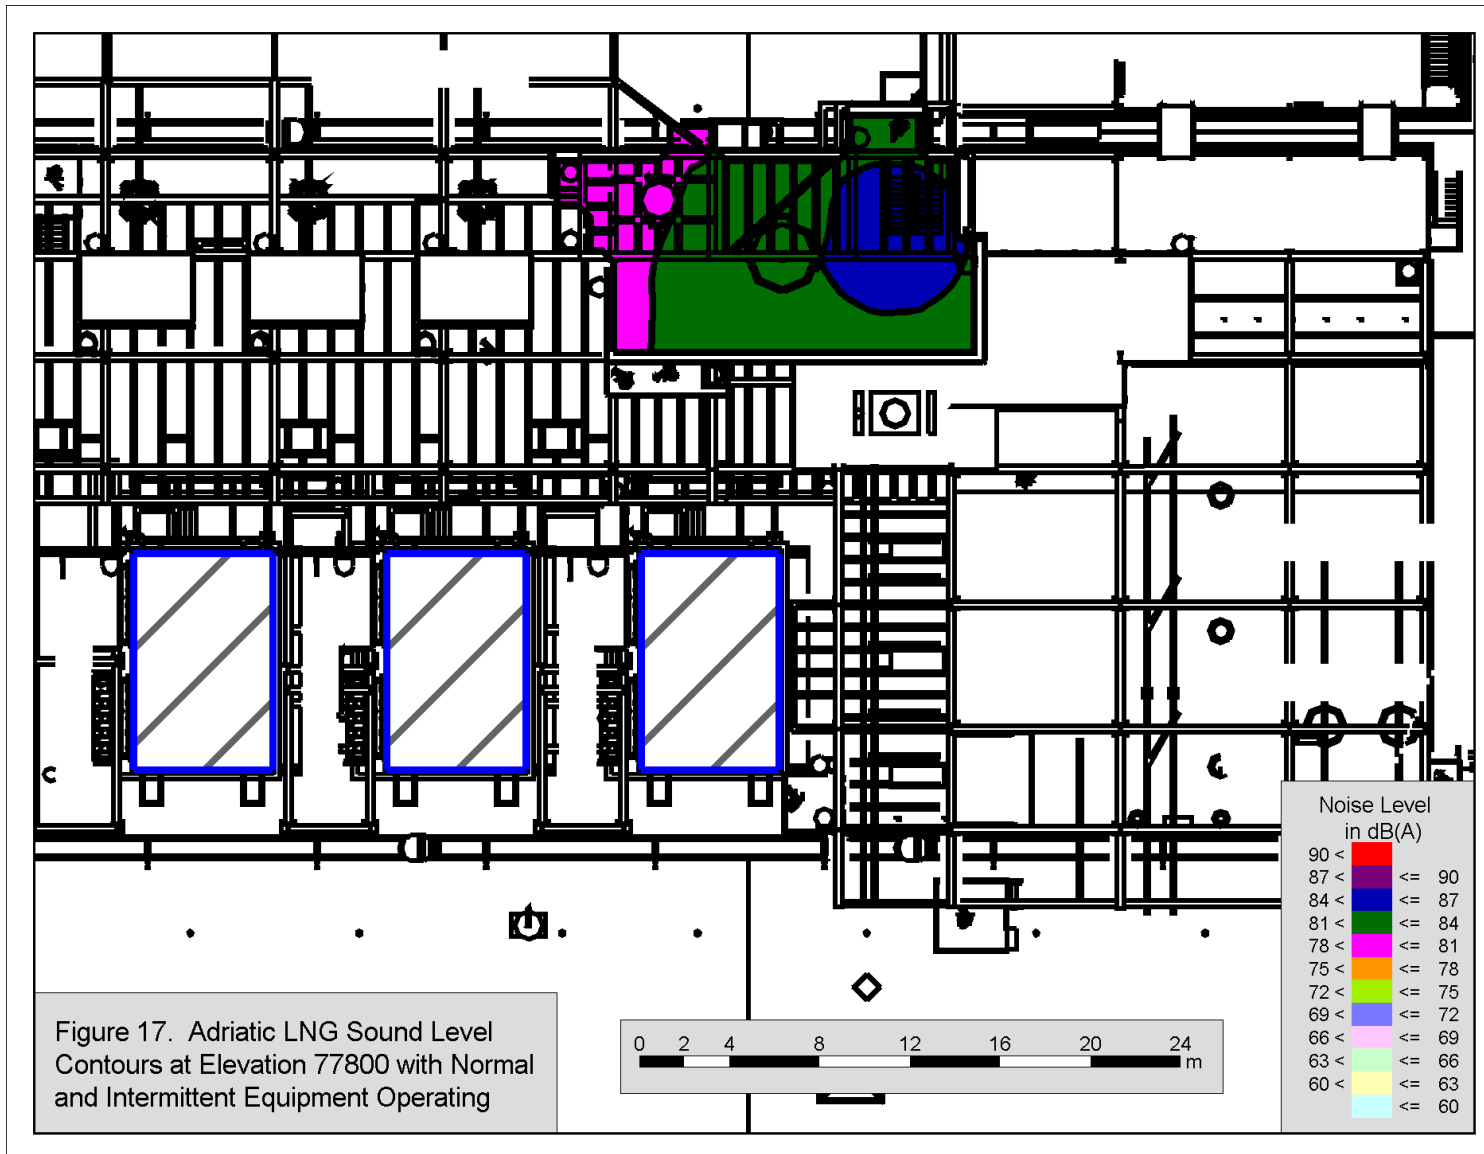 Noise Level
in dB(A)
90 <
87 < <= 90
84 < <= 87
81 < <= 84
78 < <= 81
75 < <= 78
72 < <= 75
69 < <= 72
66 < <= 69
63 < <= 66
60 < <= 63
<= 60
Figure 17. Adriatic LNG Sound Level
Contours at Elevation 77800 with Normal
and Intermittent Equipment Operating
0 2 4 8 12 16 20 24
m